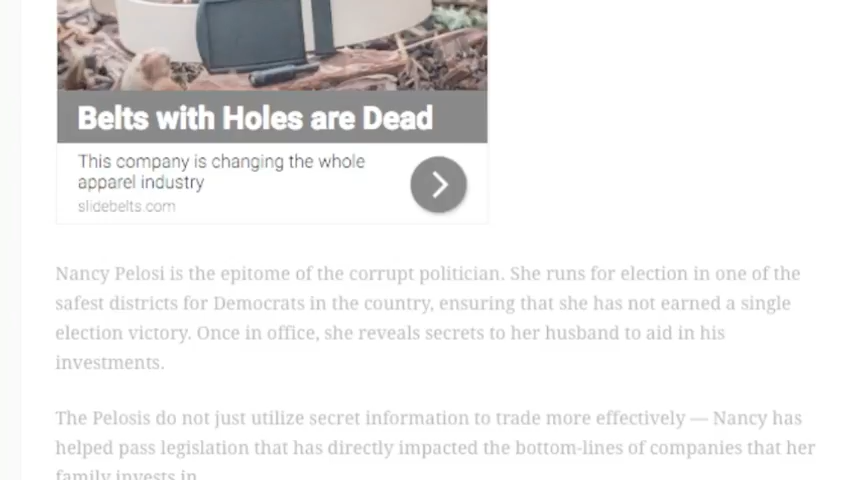 Belts with Holes are Dead
This company is changing the whole
apparel industry
slidebelts.com
Nancy Pelosi is the epitome of the corrupt politician. She runs for election in one of the
safest districts for Democrats in the country, ensuring that she has not earned a single
election victory. Once in office, she reveals secrets to her husband to aid in his
investments.
The Pelosis do not just utilize secret information to trade more effectively — Nancy has
helped pass legislation that has directly impacted the bottom-lines of companies that her
family invests in